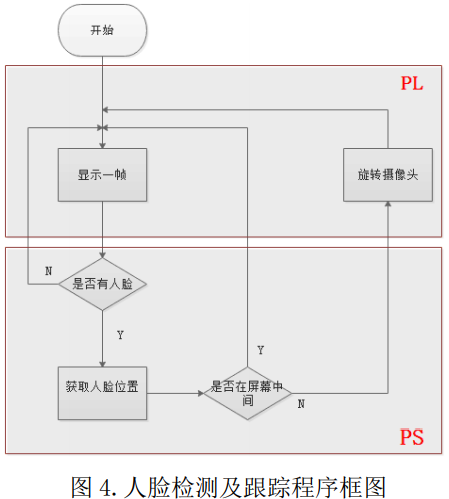 开始
PL
显示一帧
旋转摄像头
N
是否有人脸
Y
Y
获取人脸位置
是否在屏幕中
间
N
PS
图 4.人脸检测及跟踪程序框图